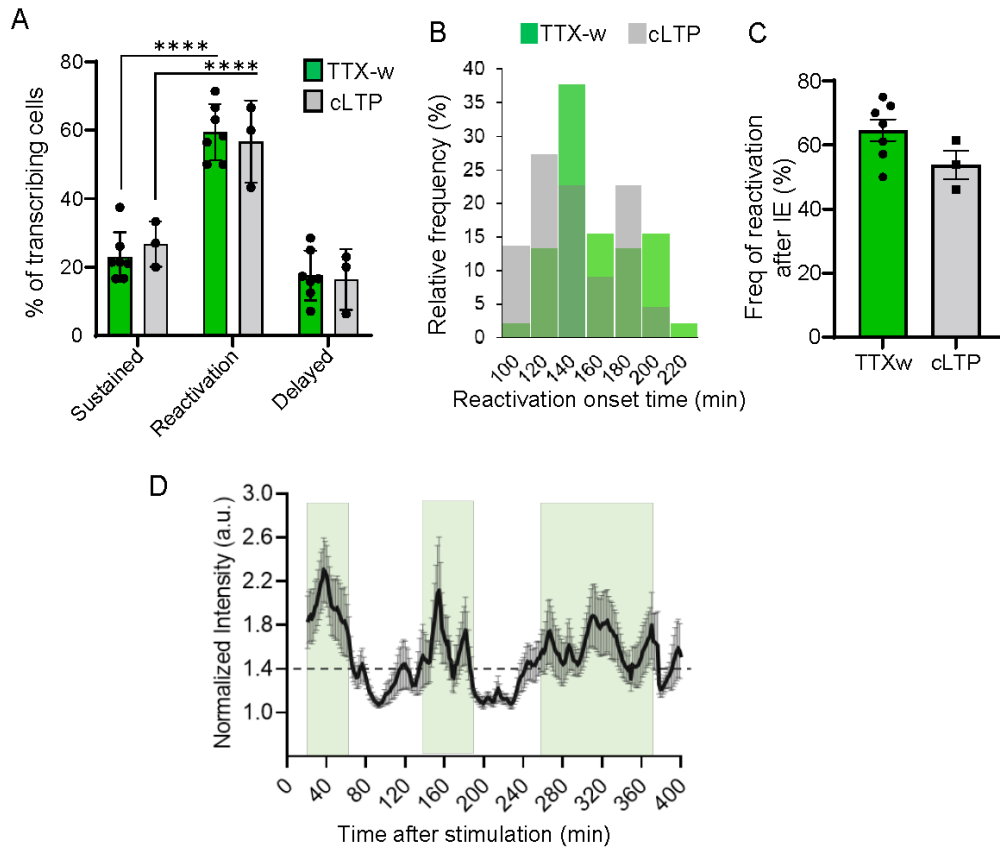 A
% of transcribing cells
80
60
40
20
0
****
****
TTX-w
cLTP
Sustained
Reactivation
Delayed
B
TTX-w
cLTP
Relative frequency (%)
40
35
30
25
20
15
10
5
0
100
120
140
160
180
200
220
Reactivation onset time (min)
C
Freq of reactivation
after IE (%)
80
60
40
20
0
TTXw
cLTP
D
Normalized Intensity (a.u.)
3.0
2.6
2.2
1.8
1.4
1.0
0
40
80
120
160
200
240
280
320
360
400
Time after stimulation (min)